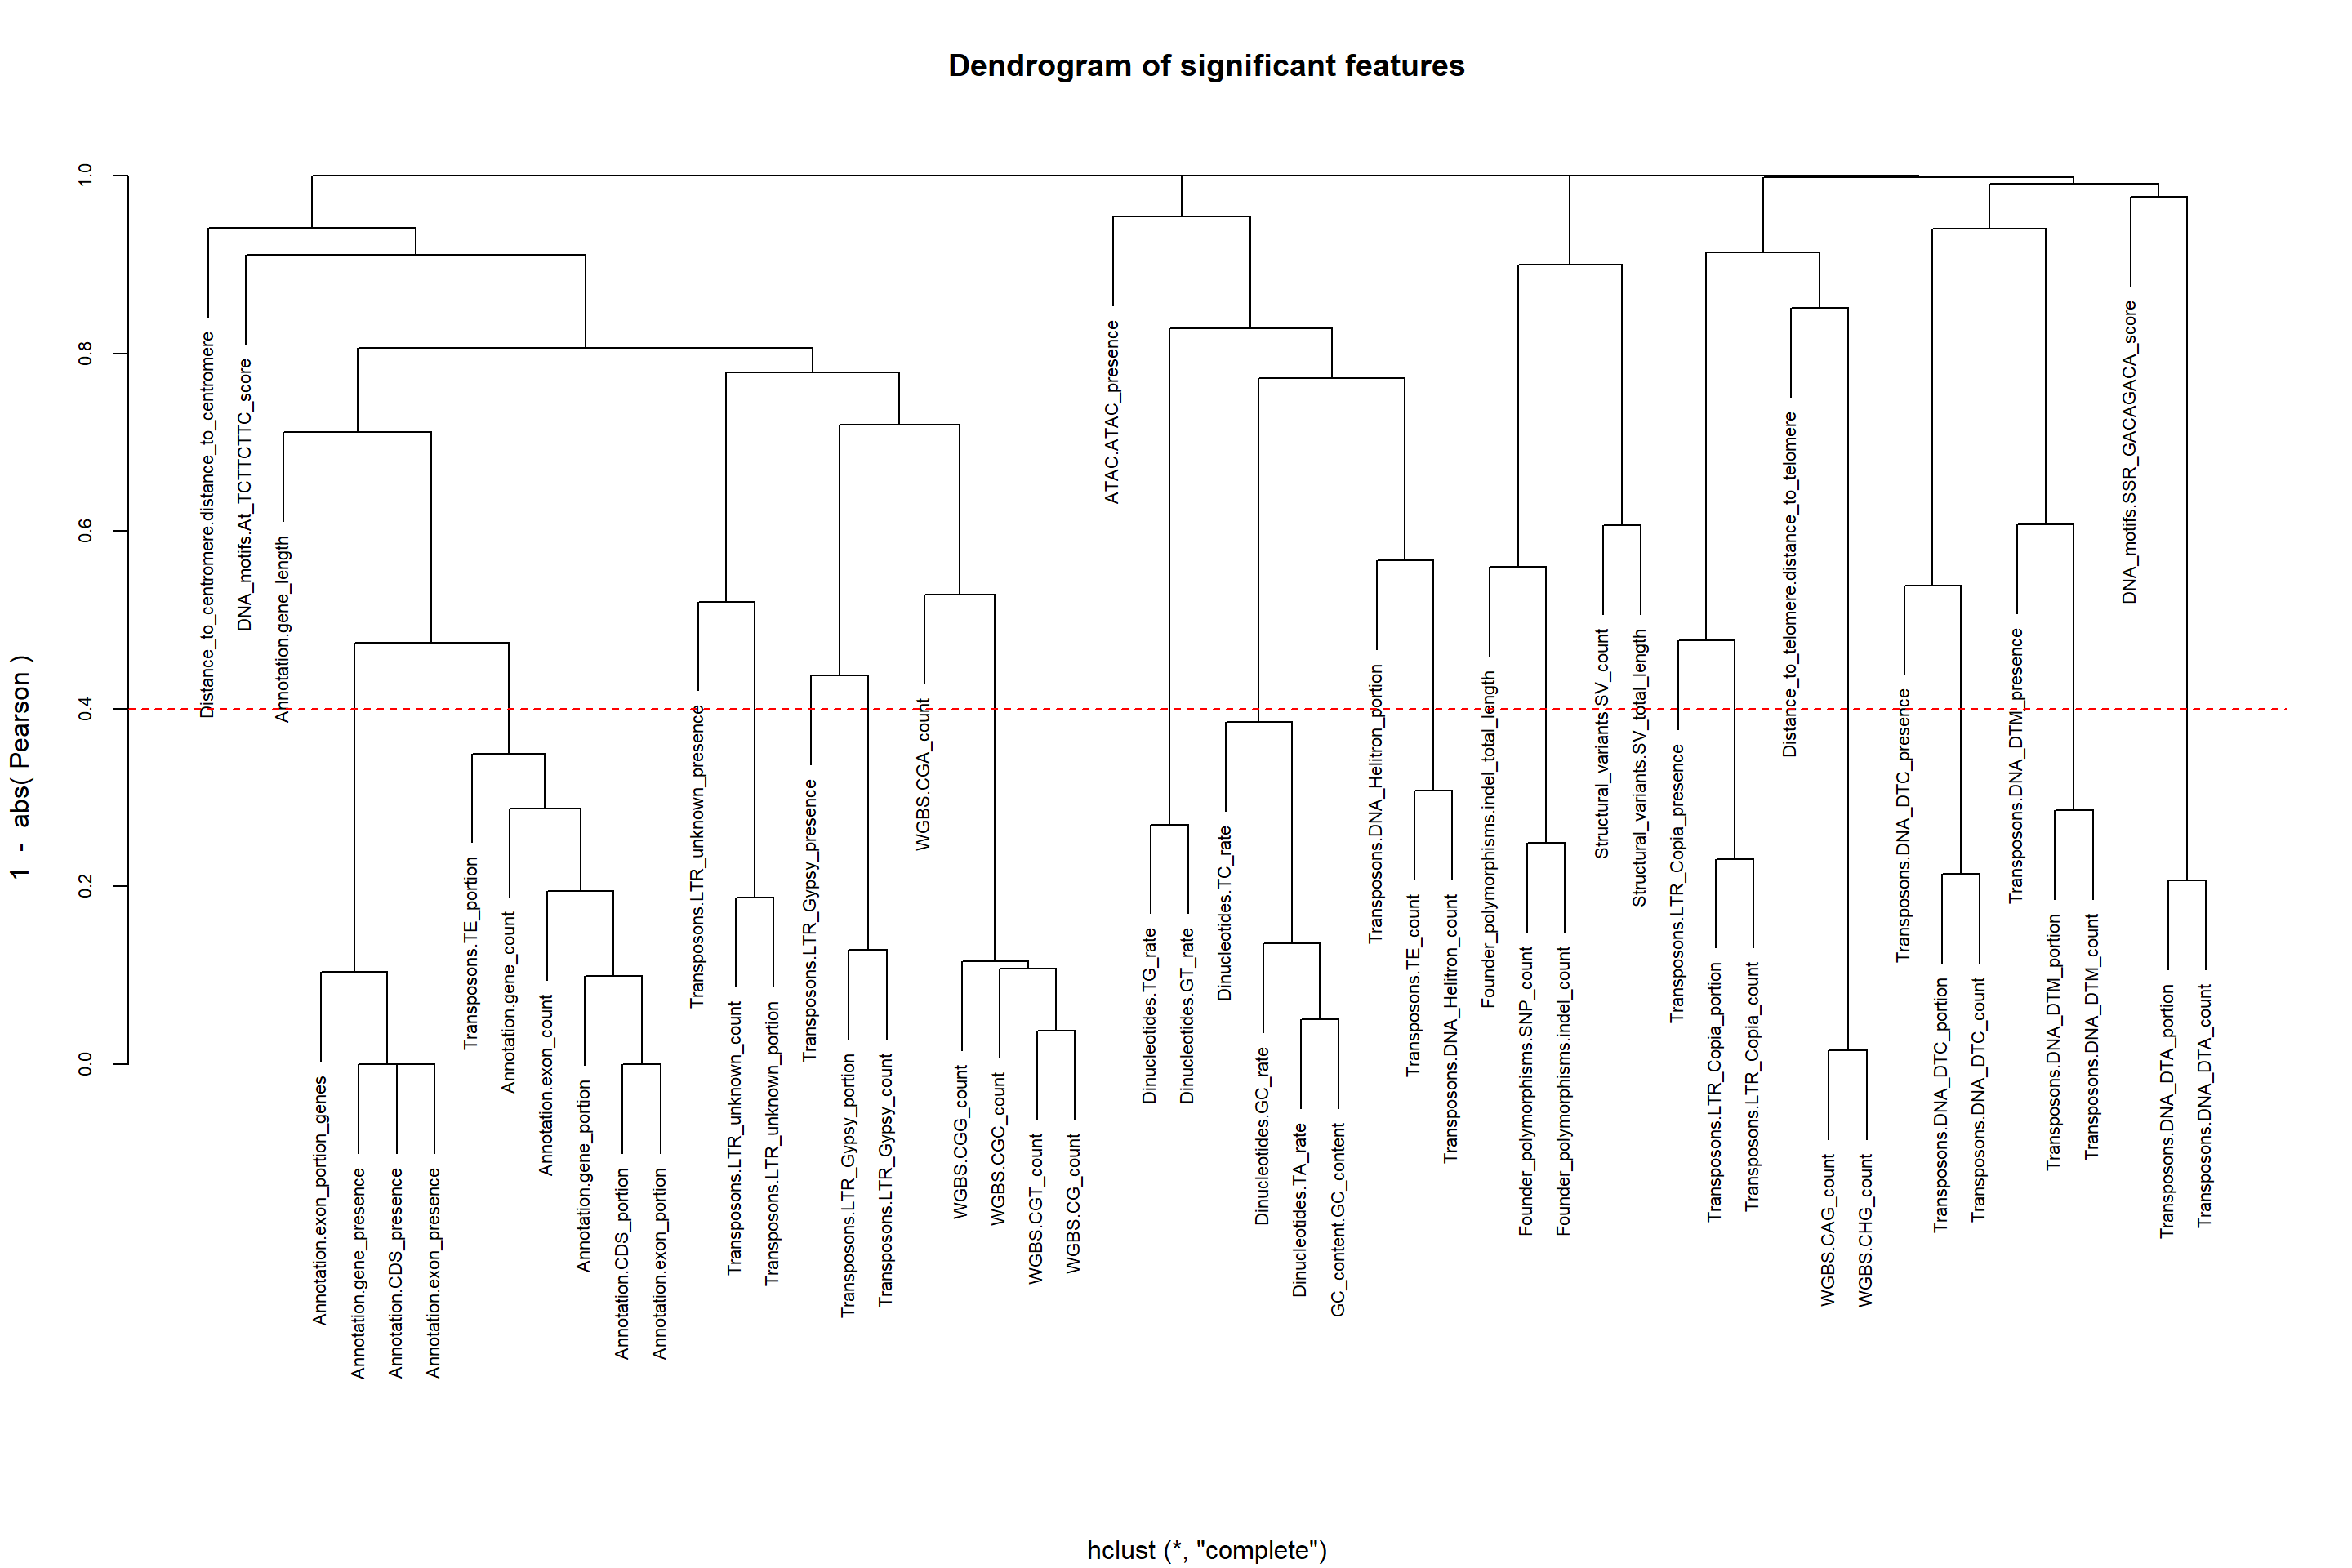 Dendrogram of significant features
1 - abs( Pearson )
1.0
0.8
0.6
0.4
0.2
0.0
Distance_to_centromere.distance_to_centromere
DNA_motifs.At_TCTTCTTC_score
Annotation.gene_length
Annotation.exon_portion_genes
Annotation.gene_presence
Annotation.CDS_presence
Annotation.exon_presence
Transposons.TE_portion
Annotation.gene_count
Annotation.exon_count
Annotation.gene_portion
Annotation.CDS_portion
Annotation.exon_portion
Transposons.LTR_unknown_presence
Transposons.LTR_unknown_count
Transposons.LTR_unknown_portion
Transposons.LTR_Gypsy_presence
Transposons.LTR_Gypsy_portion
Transposons.LTR_Gypsy_count
WGBS.CGA_count
WGBS.CGG_count
WGBS.CGC_count
WGBS.CGT_count
WGBS.CG_count
ATAC.ATAC_presence
Dinucleotides.TG_rate
Dinucleotides.GT_rate
Dinucleotides.TC_rate
Dinucleotides.GC_rate
Dinucleotides.TA_rate
GC_content.GC_content
Transposons.DNA_Helitron_portion
Transposons.TE_count
Transposons.DNA_Helitron_count
Founder_polymorphisms.indel_total_length
Founder_polymorphisms.SNP_count
Founder_polymorphisms.indel_count
Structural_variants.SV_count
Structural_variants.SV_total_length
Transposons.LTR_Copia_presence
Transposons.LTR_Copia_portion
Transposons.LTR_Copia_count
Distance_to_telomere.distance_to_telomere
WGBS.CAG_count
WGBS.CHG_count
Transposons.DNA_DTC_presence
Transposons.DNA_DTC_portion
Transposons.DNA_DTC_count
Transposons.DNA_DTM_presence
Transposons.DNA_DTM_portion
Transposons.DNA_DTM_count
DNA_motifs.SSR_GACAGACA_score
Transposons.DNA_DTA_portion
Transposons.DNA_DTA_count
hclust (*, "complete")